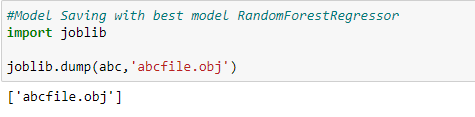 #Model Saving with best model RandomForestRegressor
import joblib
joblib.dump(abc,'abcfile.obj')
['abcfile.obj']